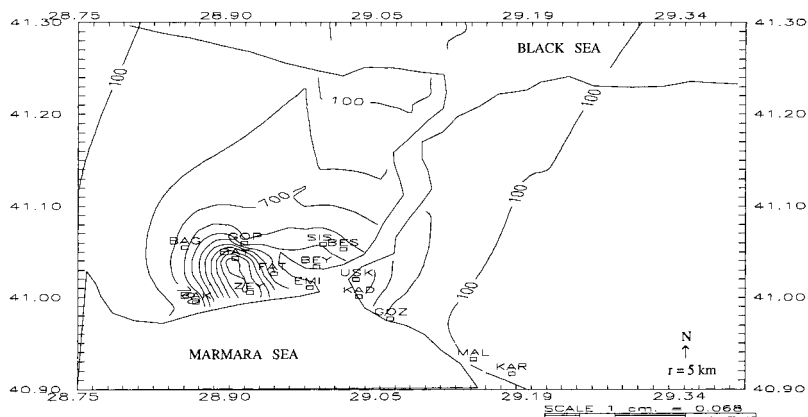 28.75 28.90 29.05 29.19 29.34
41.30 41.30
BLACK SEA
100
100
100
41.20 41.20
41.10 41.10
700
100
BAG GOP SIS BES
BAY
FAT BEY
USK
ZEY EMI KAD
41.00 41.00
GOZ
100
MARMARA SEA
MAL
KAR
N
r = 5 km
40.90 40.90
28.75 28.90 29.05 29.19 29.34
SCALE 1 cm. = 0.068